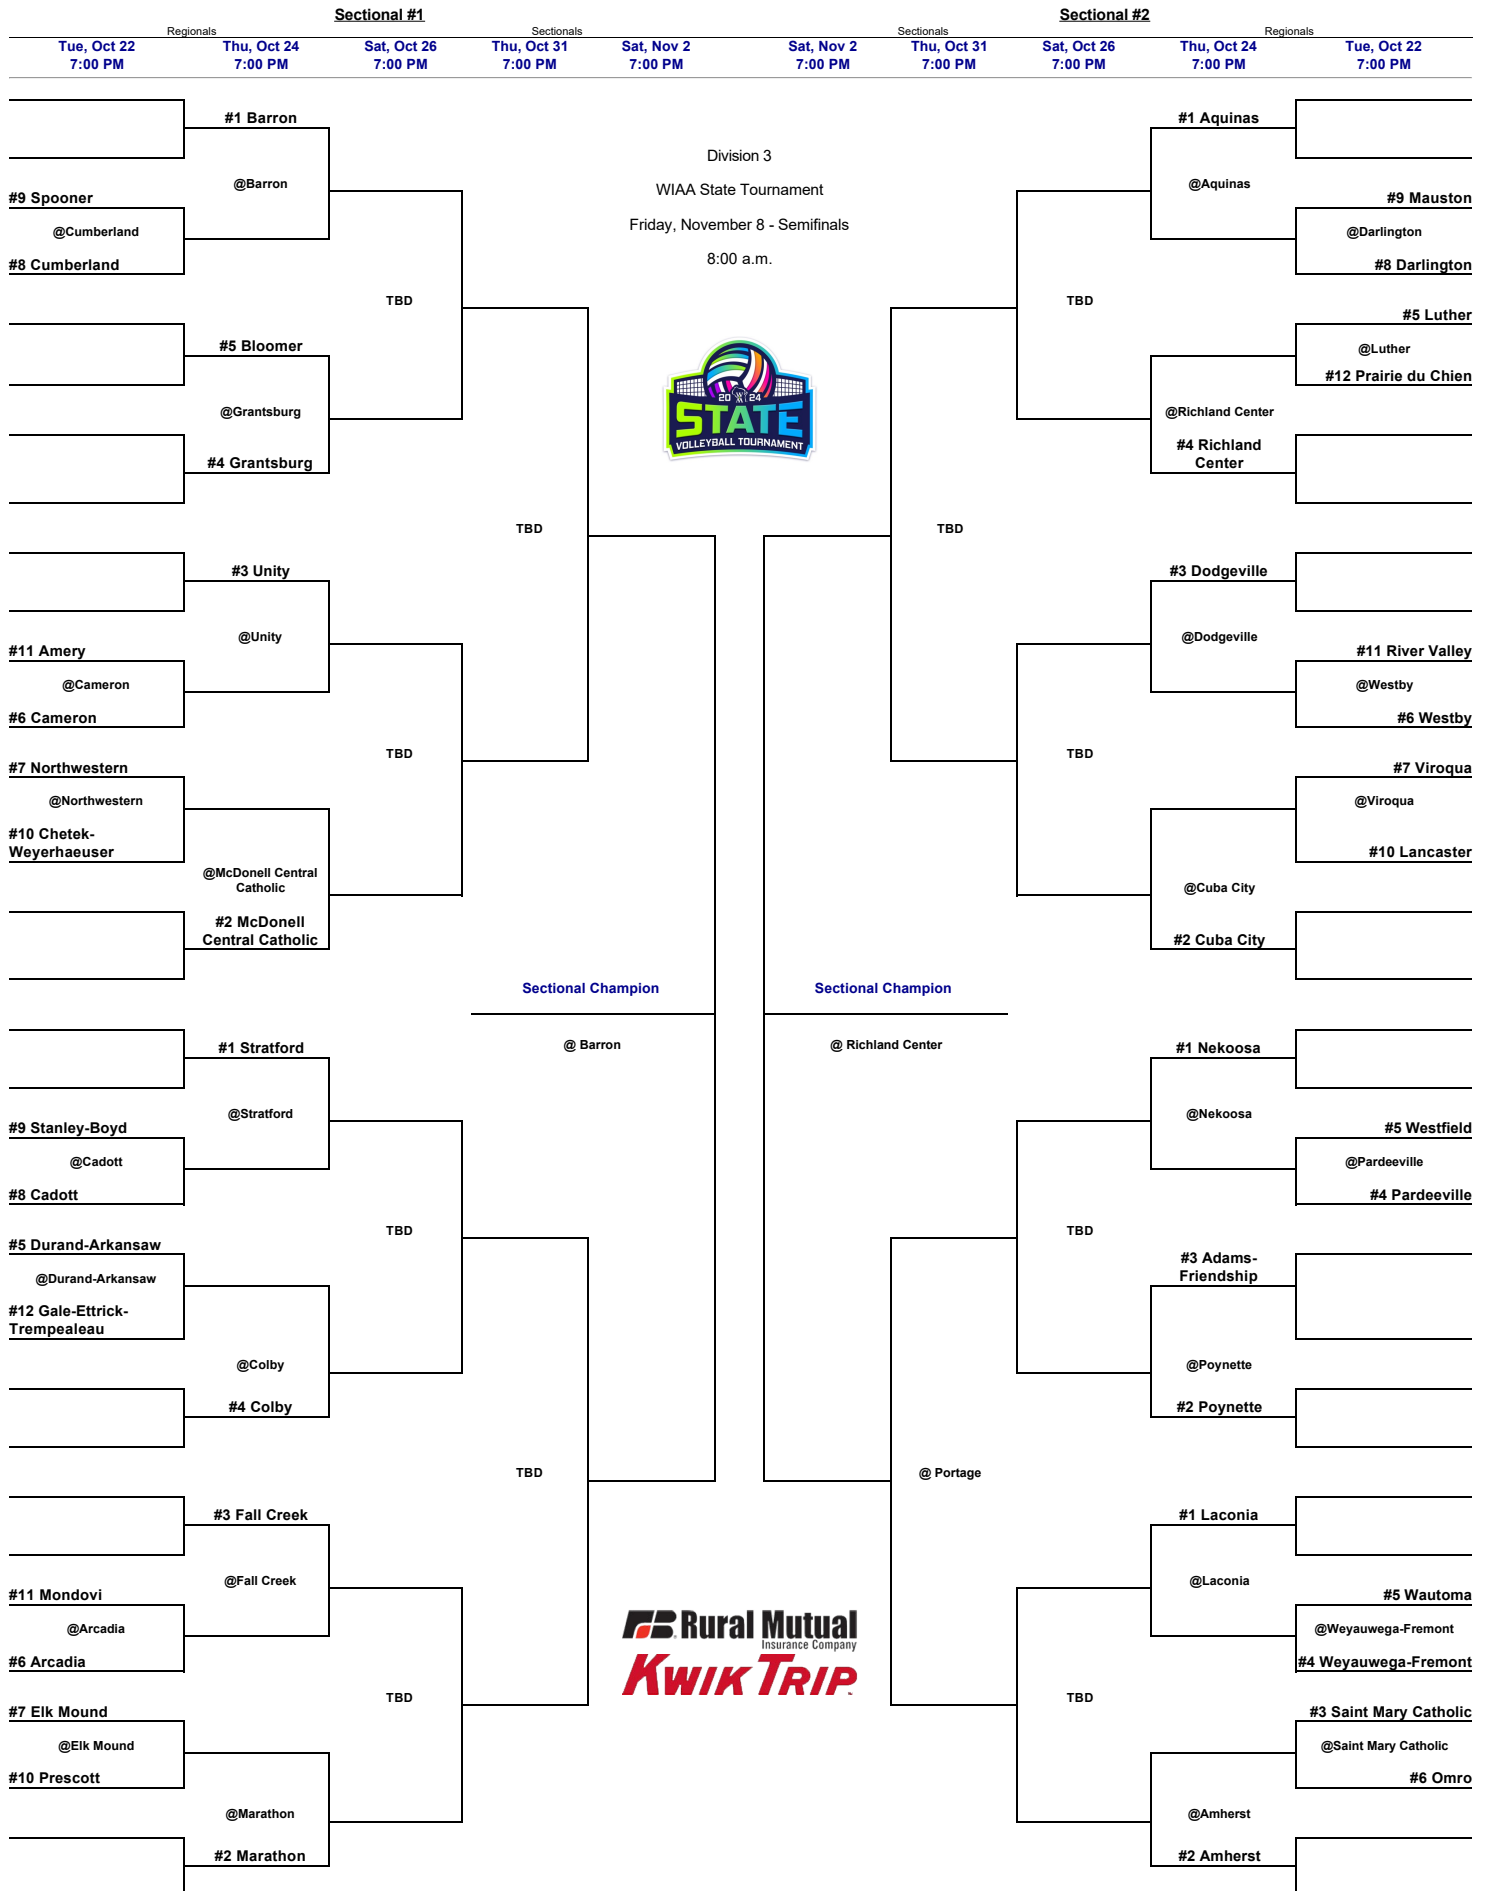 Sectional #1
Sectional #2
Regionals
Sectionals
Sectionals
Regionals
Tue, Oct 22
7:00 PM
Thu, Oct 24
7:00 PM
Sat, Oct 26
7:00 PM
Thu, Oct 31
7:00 PM
Sat, Nov 2
7:00 PM
Sat, Nov 2
7:00 PM
Thu, Oct 31
7:00 PM
Sat, Oct 26
7:00 PM
Thu, Oct 24
7:00 PM
Tue, Oct 22
7:00 PM
#1 Barron
@Barron
#9 Spooner
@Cumberland
#8 Cumberland
TBD
#5 Bloomer
@Grantsburg
#4 Grantsburg
TBD
#3 Unity
@Unity
#11 Amery
@Cameron
#6 Cameron
TBD
#7 Northwestern
@Northwestern
#10 Chetek-
Weyerhaeuser
@McDonell Central
Catholic
#2 McDonell
Central Catholic
Sectional Champion
@ Barron
#1 Stratford
@Stratford
#9 Stanley-Boyd
@Cadott
#8 Cadott
TBD
#5 Durand-Arkansaw
@Durand-Arkansaw
#12 Gale-Ettrick-
Trempealeau
@Colby
#4 Colby
TBD
#3 Fall Creek
@Fall Creek
#11 Mondovi
@Arcadia
#6 Arcadia
TBD
#7 Elk Mound
@Elk Mound
#10 Prescott
@Marathon
#2 Marathon
Division 3
WIAA State Tournament
Friday, November 8 - Semifinals
8:00 a.m.
20 24
STATE
VOLLEYBALL TOURNAMENT
Rural Mutual
Insurance Company
KWIK TRIP
#1 Aquinas
@Aquinas
#9 Mauston
@Darlington
#8 Darlington
TBD
#5 Luther
@Luther
#12 Prairie du Chien
@Richland Center
#4 Richland
Center
TBD
#3 Dodgeville
@Dodgeville
#11 River Valley
@Westby
#6 Westby
TBD
#7 Viroqua
@Viroqua
#10 Lancaster
@Cuba City
#2 Cuba City
Sectional Champion
@ Richland Center
#1 Nekoosa
@Nekoosa
#5 Westfield
@Pardeeville
#4 Pardeeville
TBD
#3 Adams-
Friendship
@Poynette
#2 Poynette
@ Portage
#1 Laconia
@Laconia
#5 Wautoma
@Weyauwega-Fremont
#4 Weyauwega-Fremont
TBD
#3 Saint Mary Catholic
@Saint Mary Catholic
#6 Omro
@Amherst
#2 Amherst